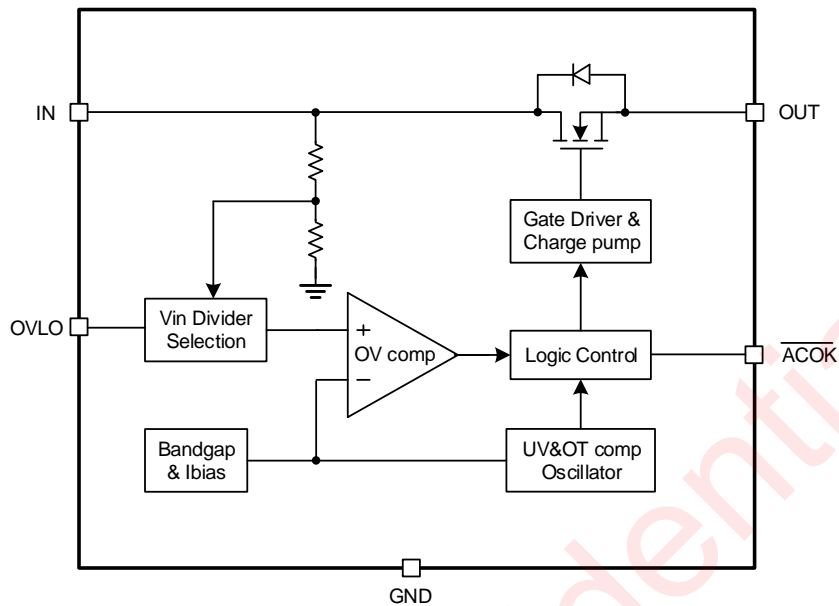 IN
OUT
Gate Driver &
Charge pump
OVLO
Vin Divider
Selection
+
OV comp
−
Logic Control
ACOK
Bandgap
& Ibias
UV&OT comp
Oscillator
GND